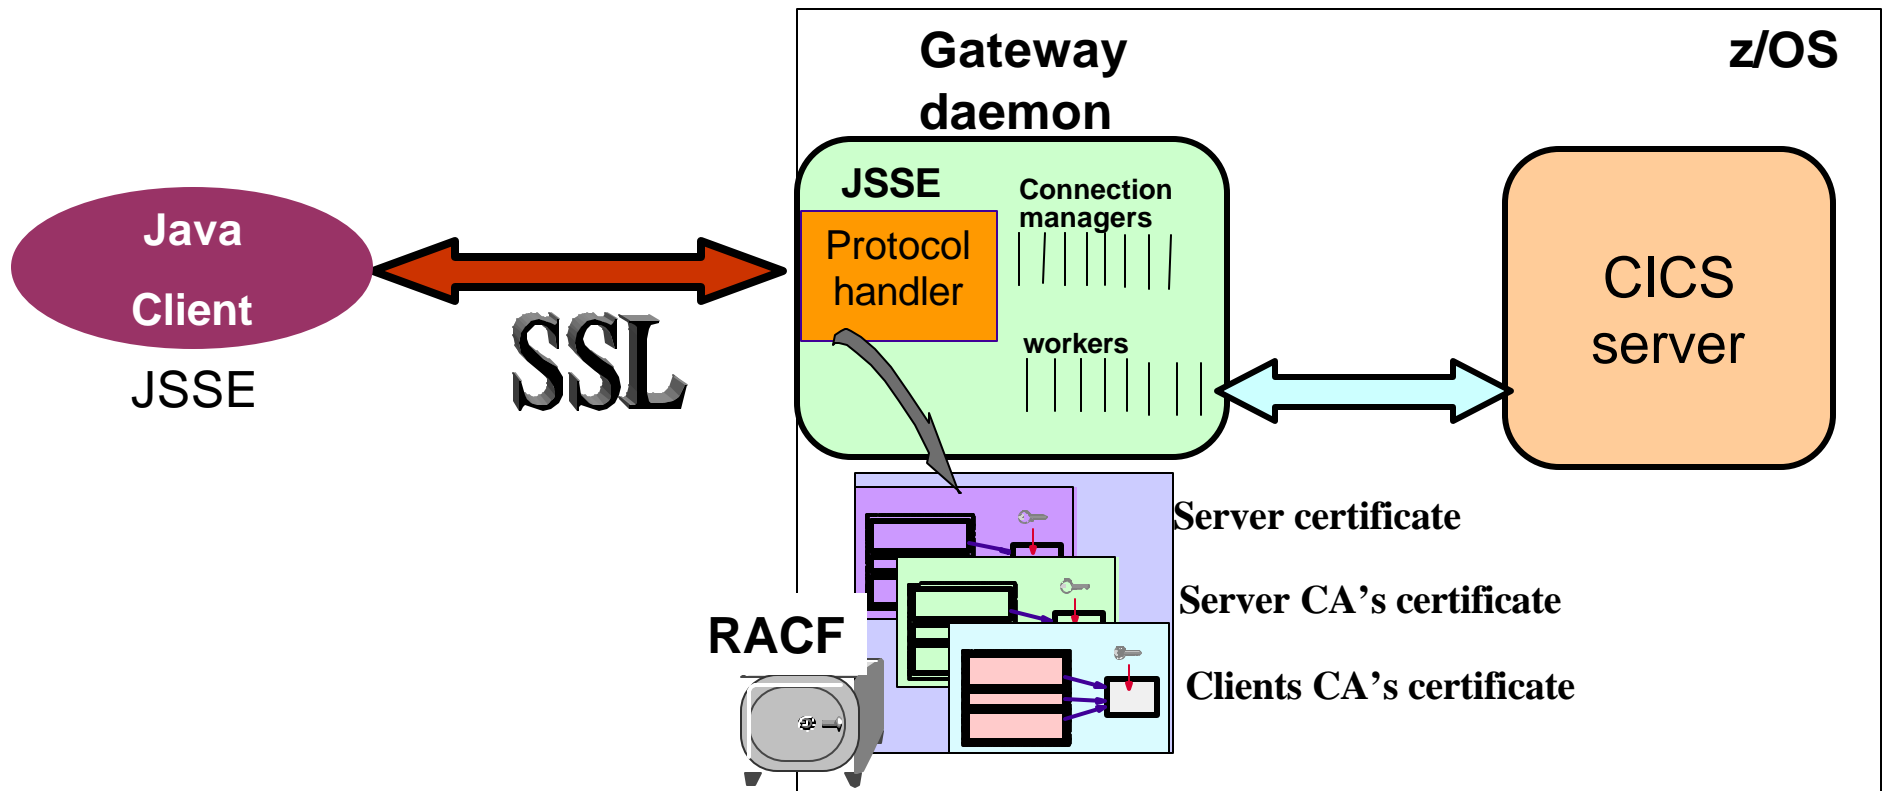 Gateway
daemon
z/OS
Java
Client
JSSE
SSL
JSSE
Protocol
handler
Connection
managers
workers
CICS
server
Server certificate
Server CA’s certificate
Clients CA’s certificate
RACF